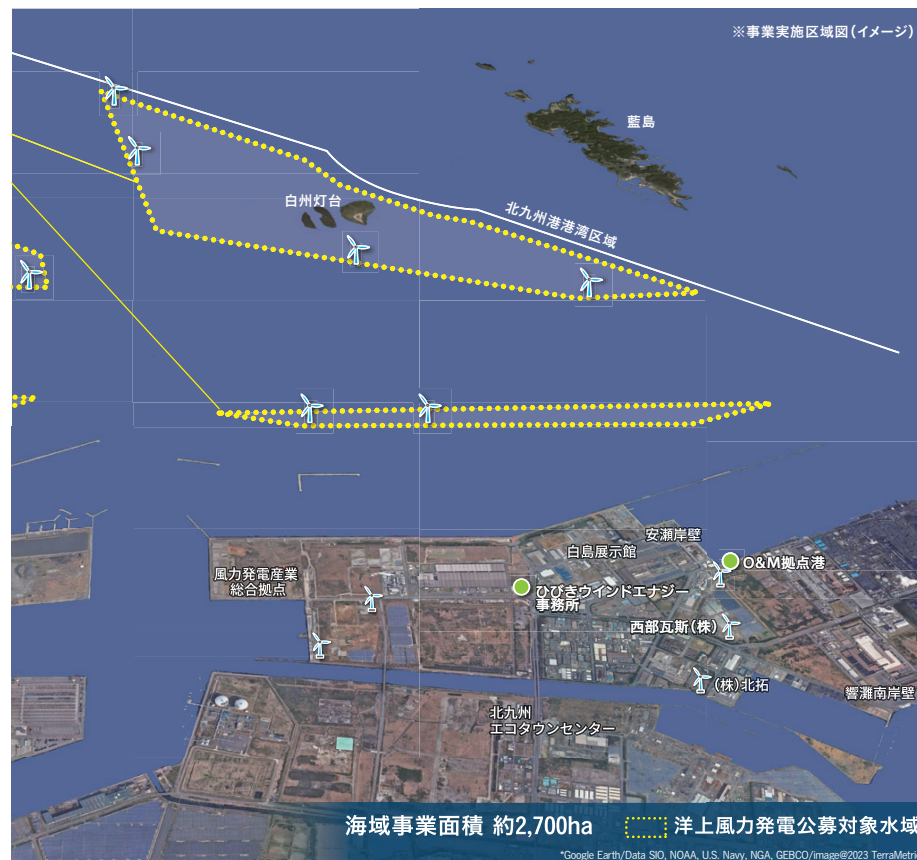 ※事業実施区域図(イメージ)
藍島
白州灯台
北九州港港湾区域
安瀬岸壁
白島展示館
O&M拠点港
風力発電産業
総合拠点
ひびきウインドエナジー
事務所
西部瓦斯(株)
(株)北拓
響灘南岸壁
北九州
エコタウンセンター
海域事業面積 約2,700ha
洋上風力発電公募対象水域
*Google Earth/Data SIO, NOAA, U.S. Navy, NGA, GEBCO/image@2023 TerraMetri